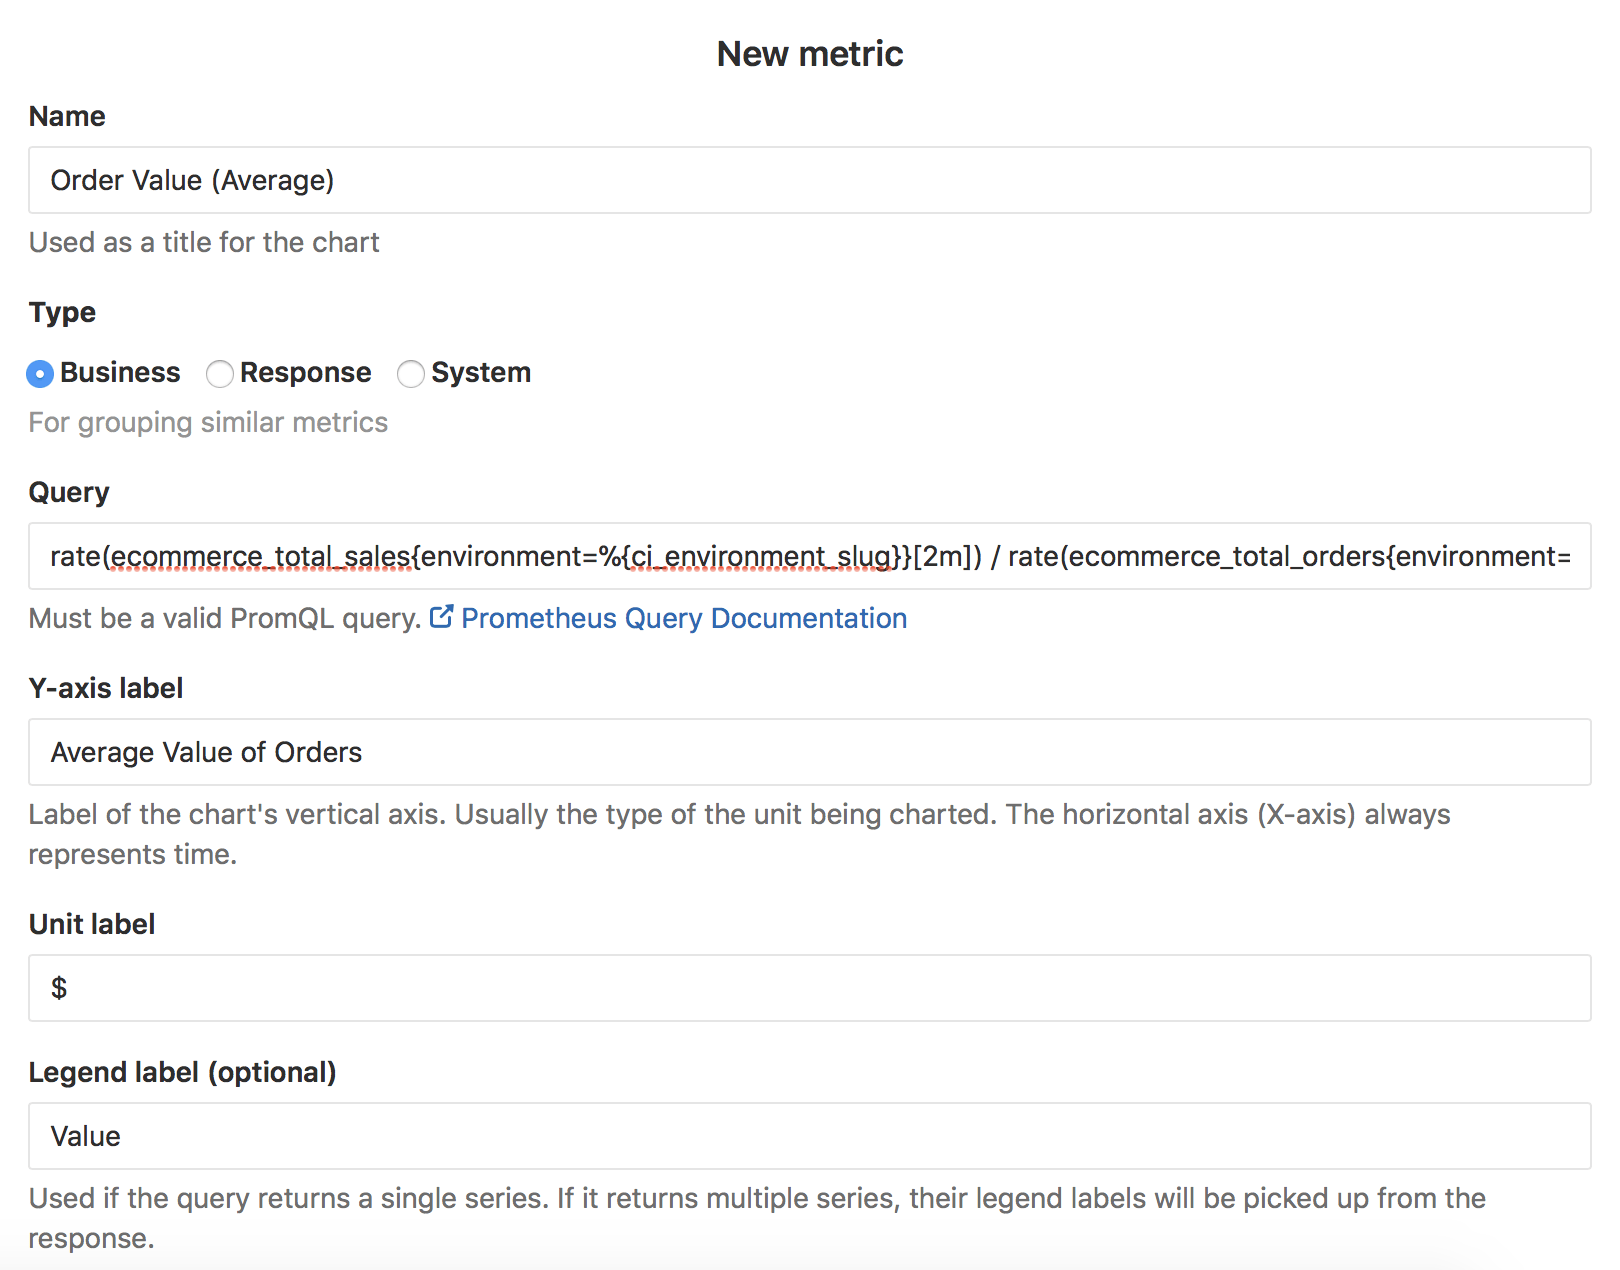 New metric
Name
Order Value (Average)
Used as a title for the chart
Type
Business Response System
For grouping similar metrics
Query
rate(ecommerce_total_sales{environment=%{ci_environment_slug}}[2m]) / rate(ecommerce_total_orders{environment=
Must be a valid PromQL query. Prometheus Query Documentation
Y-axis label
Average Value of Orders
Label of the chart's vertical axis. Usually the type of the unit being charted. The horizontal axis (X-axis) always
represents time.
Unit label
$
Legend label (optional)
Value
Used if the query returns a single series. If it returns multiple series, their legend labels will be picked up from the
response.